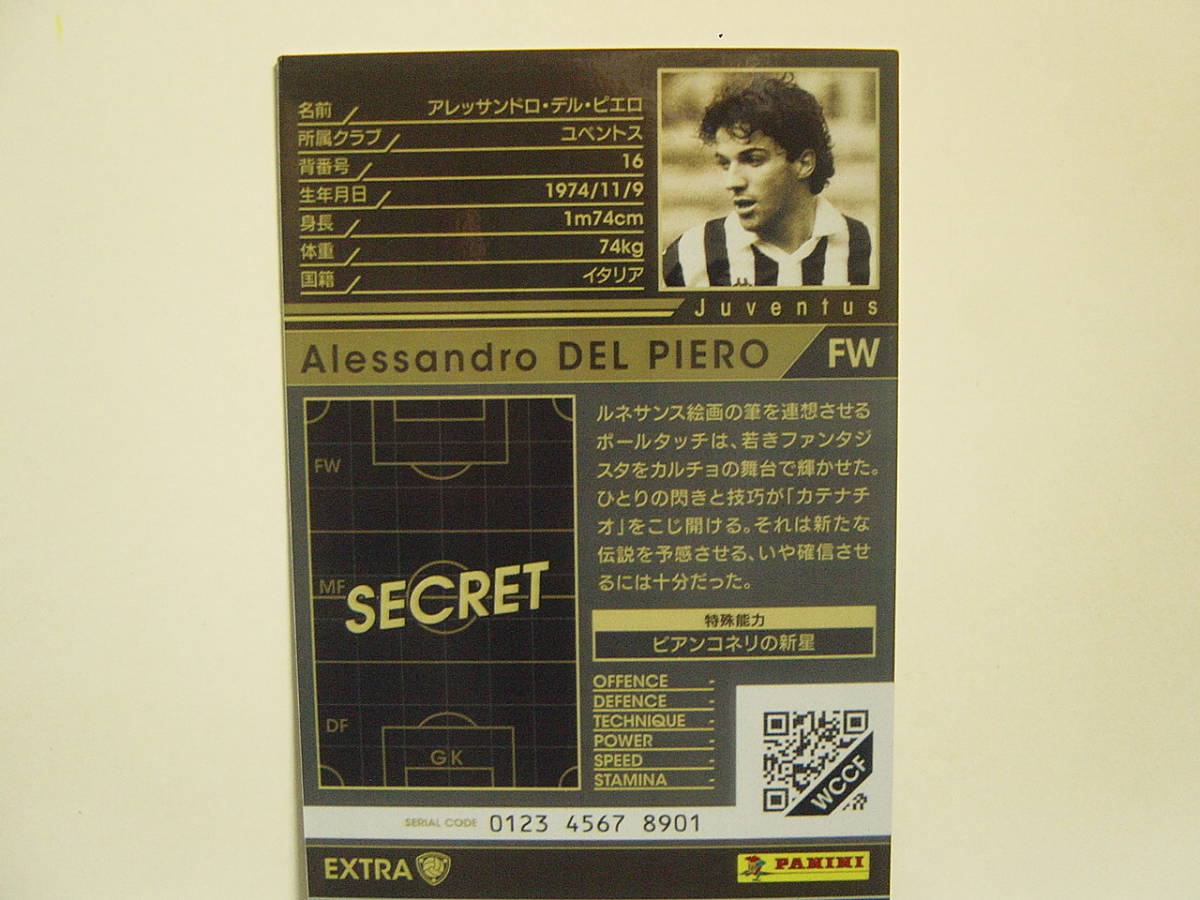 名前 アレッサンドロ・デル・ピエロ
所属クラブ ユベントス
背番号 16
生年月日 1974/11/9
身長 1m74cm
体重 74kg
国籍 イタリア
Juventus
Alessandro DEL PIERO FW
FW
MF
SECRET
DF
GK
ルネサンス絵画の筆を連想させる
ボールタッチは、若きファンタジ
スタをカルチョの舞台で輝かせた。
ひとりの閃きと技巧が「カテナチ
オ」をこじ開ける。それは新たな
伝説を予感させる、いや確信させ
るには十分だった。
特殊能力
ビアンコネリの新星
OFFENCE -
DEFENCE -
TECHNIQUE -
POWER -
SPEED -
STAMINA -
WCCF
SERIAL CODE 0123 4567 8901
EXTRA
PANINI